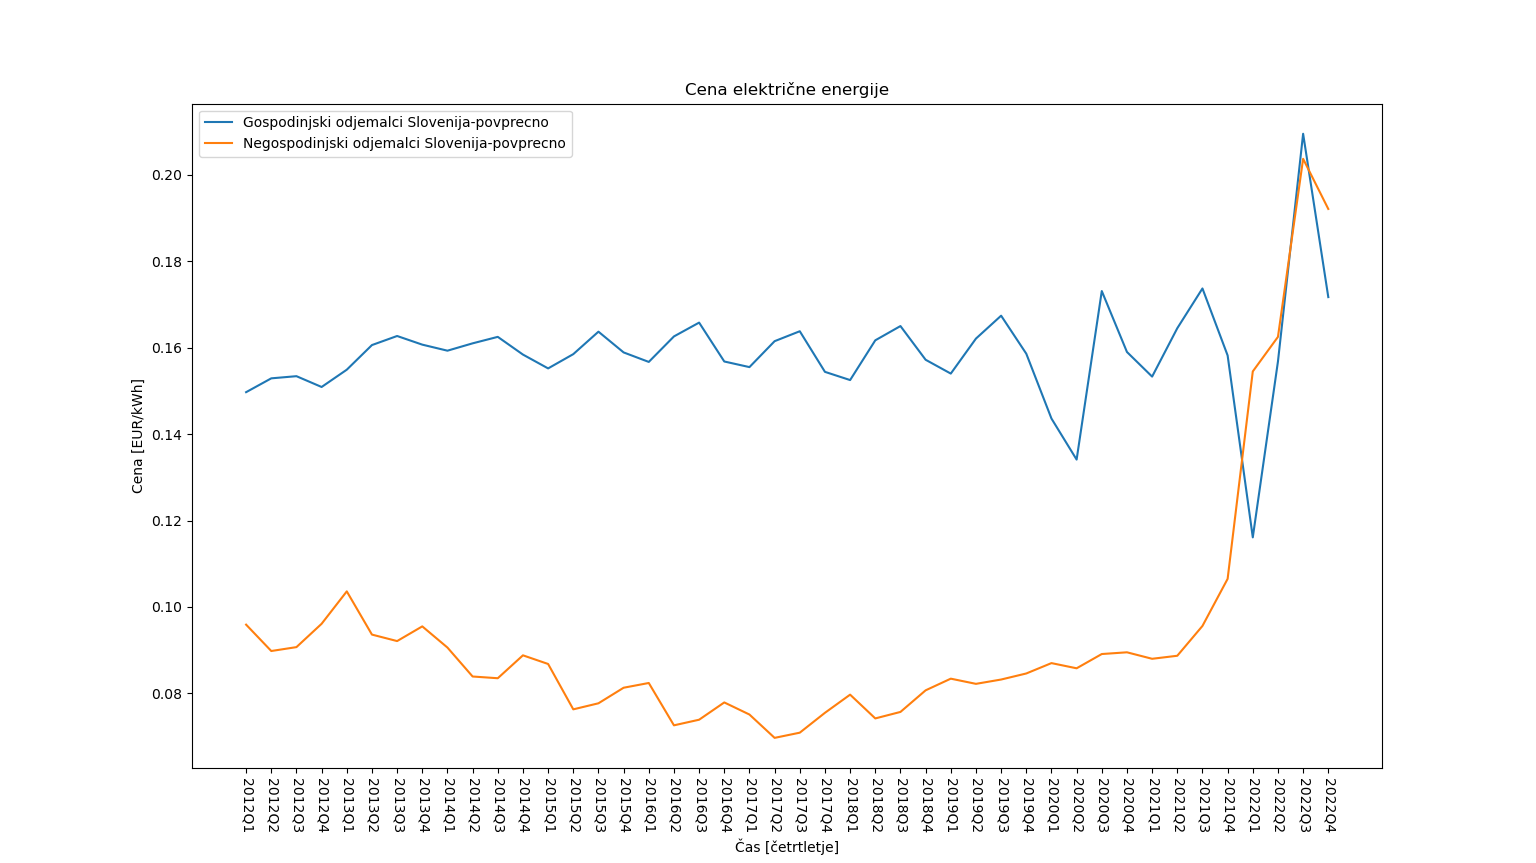 Cena električne energije
Gospodinjski odjemalci Slovenija-povprecno
Negospodinjski odjemalci Slovenija-povprecno
Cena [EUR/kWh]
0.20
0.18
0.16
0.14
0.12
0.10
0.08
2012Q1
2012Q2
2012Q3
2012Q4
2013Q1
2013Q2
2013Q3
2013Q4
2014Q1
2014Q2
2014Q3
2014Q4
2015Q1
2015Q2
2015Q3
2015Q4
2016Q1
2016Q2
2016Q3
2016Q4
2017Q1
2017Q2
2017Q3
2017Q4
2018Q1
2018Q2
2018Q3
2018Q4
2019Q1
2019Q2
2019Q3
2019Q4
2020Q1
2020Q2
2020Q3
2020Q4
2021Q1
2021Q2
2021Q3
2021Q4
2022Q1
2022Q2
2022Q3
2022Q4
Čas [četrtletje]